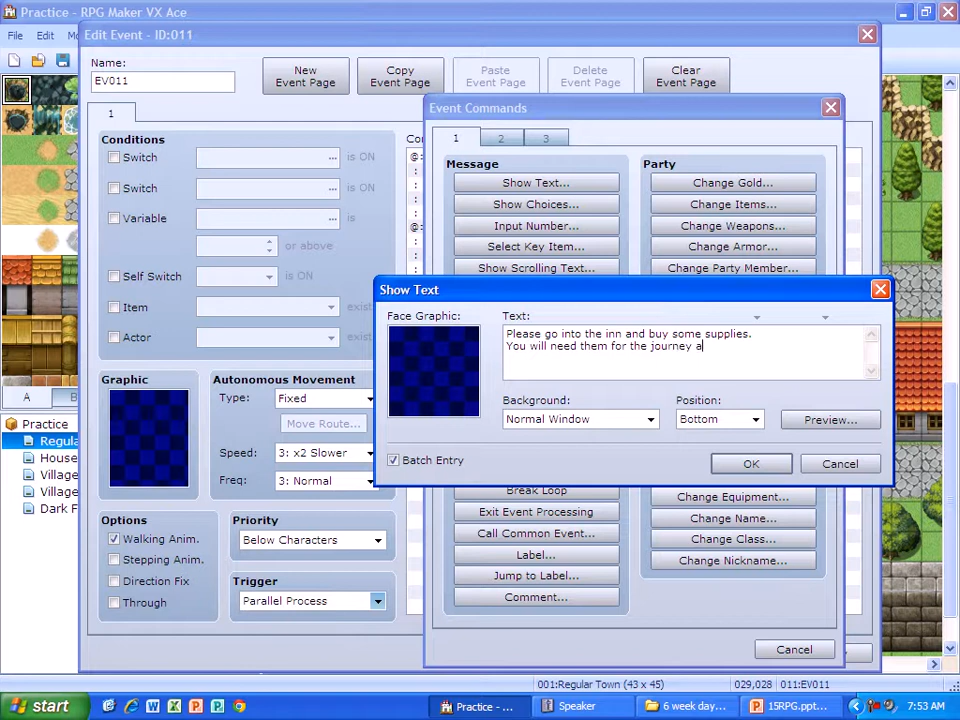 Practice - RPG Maker VX Ace
File Edit
Edit Event - ID:011
Name:
EV011
New Event Page
Copy Event Page
Paste Event Page
Delete Event Page
Clear Event Page
1
Conditions
Switch ... is ON
Switch ... is ON
Variable ... is
or above
Self Switch is ON
Item
Actor
Graphic
Autonomous Movement
Type: Fixed
Move Route...
Speed: 3: x2 Slower
Freq: 3: Normal
Options
Walking Anim.
Stepping Anim.
Direction Fix
Through
Priority
Below Characters
Trigger
Parallel Process
Event Commands
1 2 3
Message
Show Text...
Show Choices...
Input Number...
Select Key Item...
Show Scrolling Text...
Party
Change Gold...
Change Items...
Change Weapons...
Change Armor...
Change Party Member...
Show Text
Face Graphic:
Text:
Please go into the inn and buy some supplies.
You will need them for the journey a
Background:
Normal Window
Position:
Bottom
Preview...
Batch Entry
OK
Cancel
Break Loop
Exit Event Processing
Call Common Event...
Label...
Jump to Label...
Comment...
Change Equipment...
Change Name...
Change Class...
Change Nickname...
Cancel
A
Practice
Regul
House
Village
Village
Dark F
001:Regular Town (43 x 45)
029,028
011:EV011
start
Practice - ...
Speaker
6 week day...
15RPG.ppt...
7:53 AM